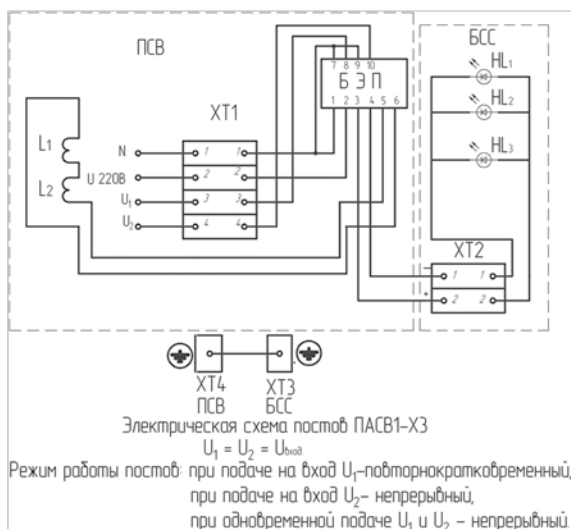 ПСВ
БСС
HL1
HL2
HL3
7 8 9 10
БЭП
1 2 3 4 5 6
XT1
L1
L2
N 1 1
U 220В 2 2
U1 3 3
U2 4 4
XT2
– 1 1
+ 2 2
XT4 XT3
ПСВ БСС
Электрическая схема постов ПАСВ1-X3
U1 = U2 = Uвход
Режим работы постов: при подаче на вход U1-повторнократковременный,
при подаче на вход U2- непрерывный,
при одновременной подаче U1 и U2 - непрерывный